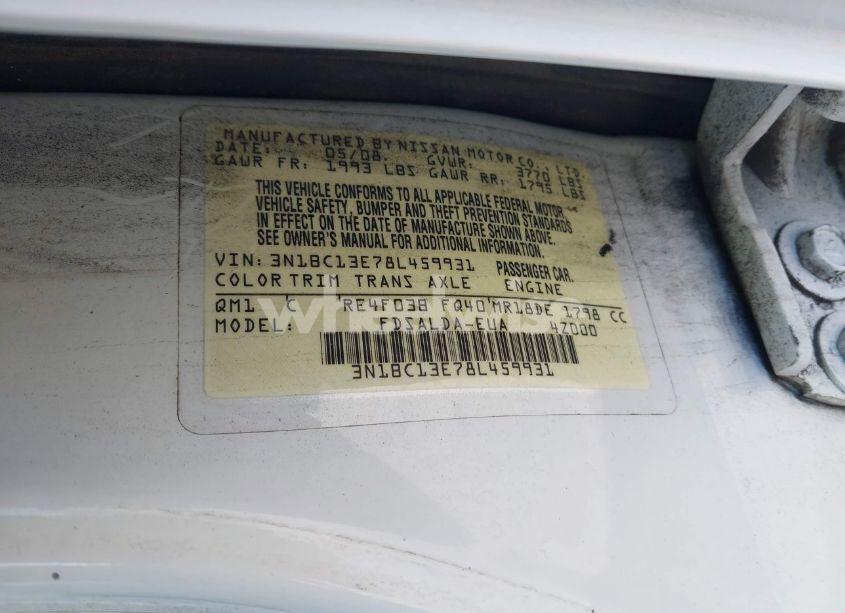 MANUFACTURED BY NISSAN MOTOR CO., LTD.
DATE: 05/08. GVWR: 3770 LBS
GAWR FR: 1993 LBS GAWR RR: 1795 LBS
THIS VEHICLE CONFORMS TO ALL APPLICABLE FEDERAL MOTOR
VEHICLE SAFETY, BUMPER AND THEFT PREVENTION STANDARDS
IN EFFECT ON THE DATE OF MANUFACTURE SHOWN ABOVE.
SEE OWNER'S MANUAL FOR ADDITIONAL INFORMATION.
VIN: 3N1BC13E78L459931 PASSENGER CAR.
COLOR TRIM TRANS AXLE ENGINE
QM1 C RE4F03B FQ40 MR18DE 1798 CC
MODEL: FDSALDA-EUA 4Z000
3N1BC13E78L459931